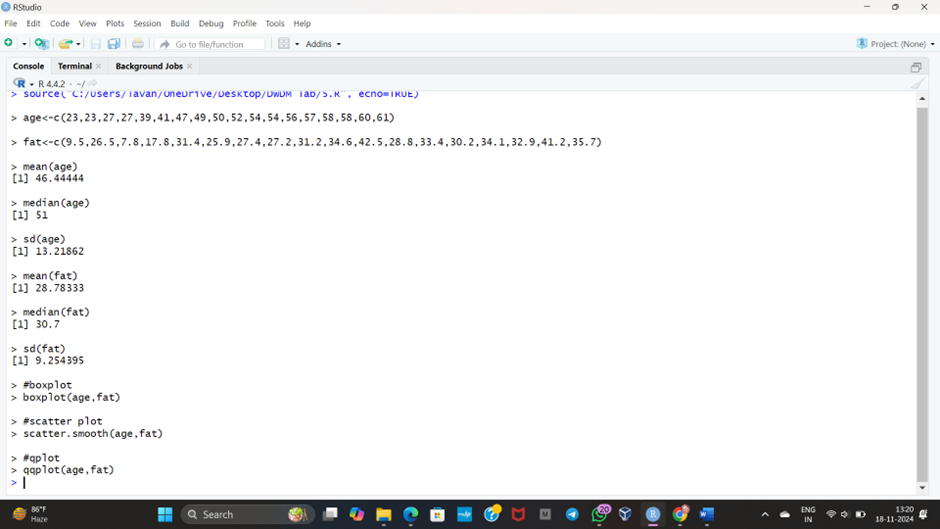 RStudio
File Edit Code View Plots Session Build Debug Profile Tools Help
Go to file/function Addins Project: (None)
Console Terminal Background Jobs
R 4.4.2 · ~/
> source("C:/Users/Tavan/OneDrive/Desktop/DWDM lab/5.R", echo=TRUE)
> age<-c(23,23,27,27,39,41,47,49,50,52,54,54,56,57,58,58,60,61)
> fat<-c(9.5,26.5,7.8,17.8,31.4,25.9,27.4,27.2,31.2,34.6,42.5,28.8,33.4,30.2,34.1,32.9,41.2,35.7)
> mean(age)
[1] 46.44444
> median(age)
[1] 51
> sd(age)
[1] 13.21862
> mean(fat)
[1] 28.78333
> median(fat)
[1] 30.7
> sd(fat)
[1] 9.254395
> #boxplot
> boxplot(age,fat)
> #scatter plot
> scatter.smooth(age,fat)
> #qplot
> qqplot(age,fat)
>
86°F
Haze
Search
20
ENG
IN
13:20
18-11-2024